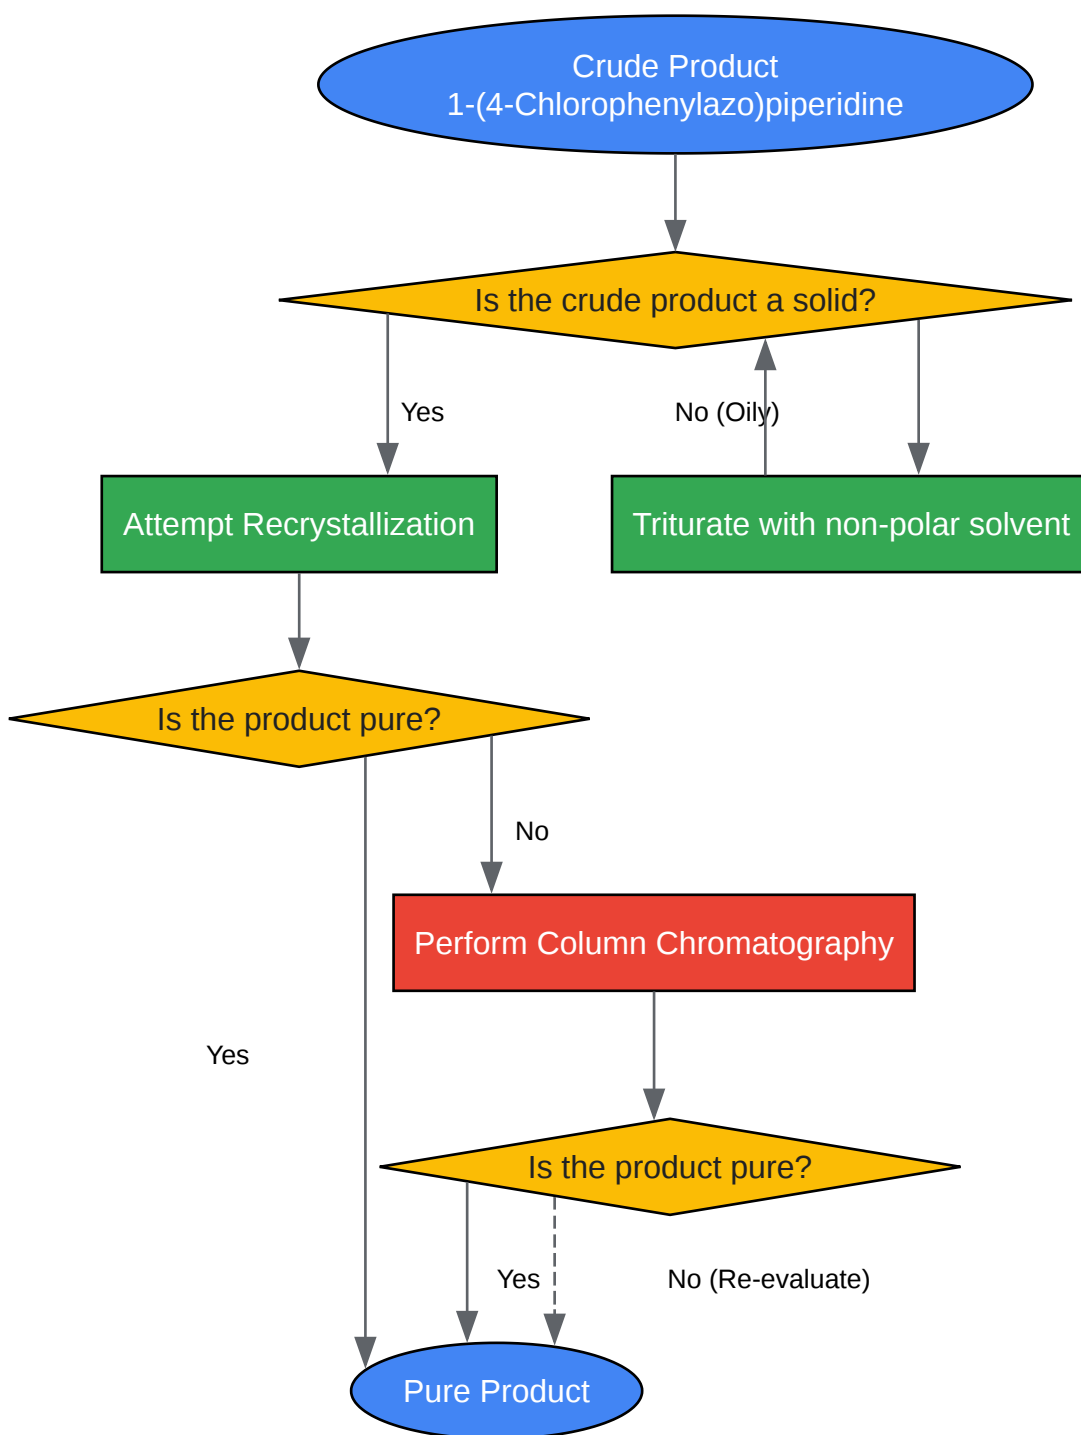 Crude Product
1-(4-Chlorophenylazo)piperidine
Is the crude product a solid?
Yes
No (Oily)
Attempt Recrystallization
Triturate with non-polar solvent
Is the product pure?
No
Perform Column Chromatography
Yes
Is the product pure?
Yes
No (Re-evaluate)
Pure Product